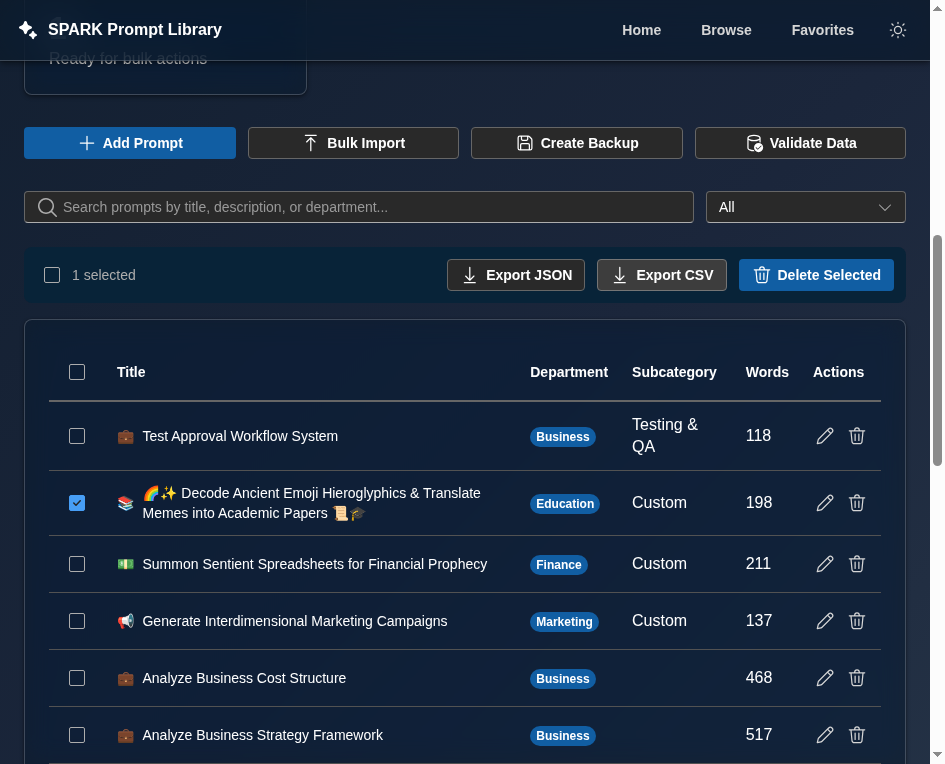 SPARK Prompt Library
Home
Browse
Favorites
Ready for bulk actions
Add Prompt
Bulk Import
Create Backup
Validate Data
Search prompts by title, description, or department...
All
1 selected
Export JSON
Export CSV
Delete Selected
Title
Department
Subcategory
Words
Actions
Test Approval Workflow System
Business
Testing &
QA
118
🌈✨ Decode Ancient Emoji Hieroglyphics & Translate
Memes into Academic Papers 📜🎓
Education
Custom
198
Summon Sentient Spreadsheets for Financial Prophecy
Finance
Custom
211
Generate Interdimensional Marketing Campaigns
Marketing
Custom
137
Analyze Business Cost Structure
Business
468
Analyze Business Strategy Framework
Business
517